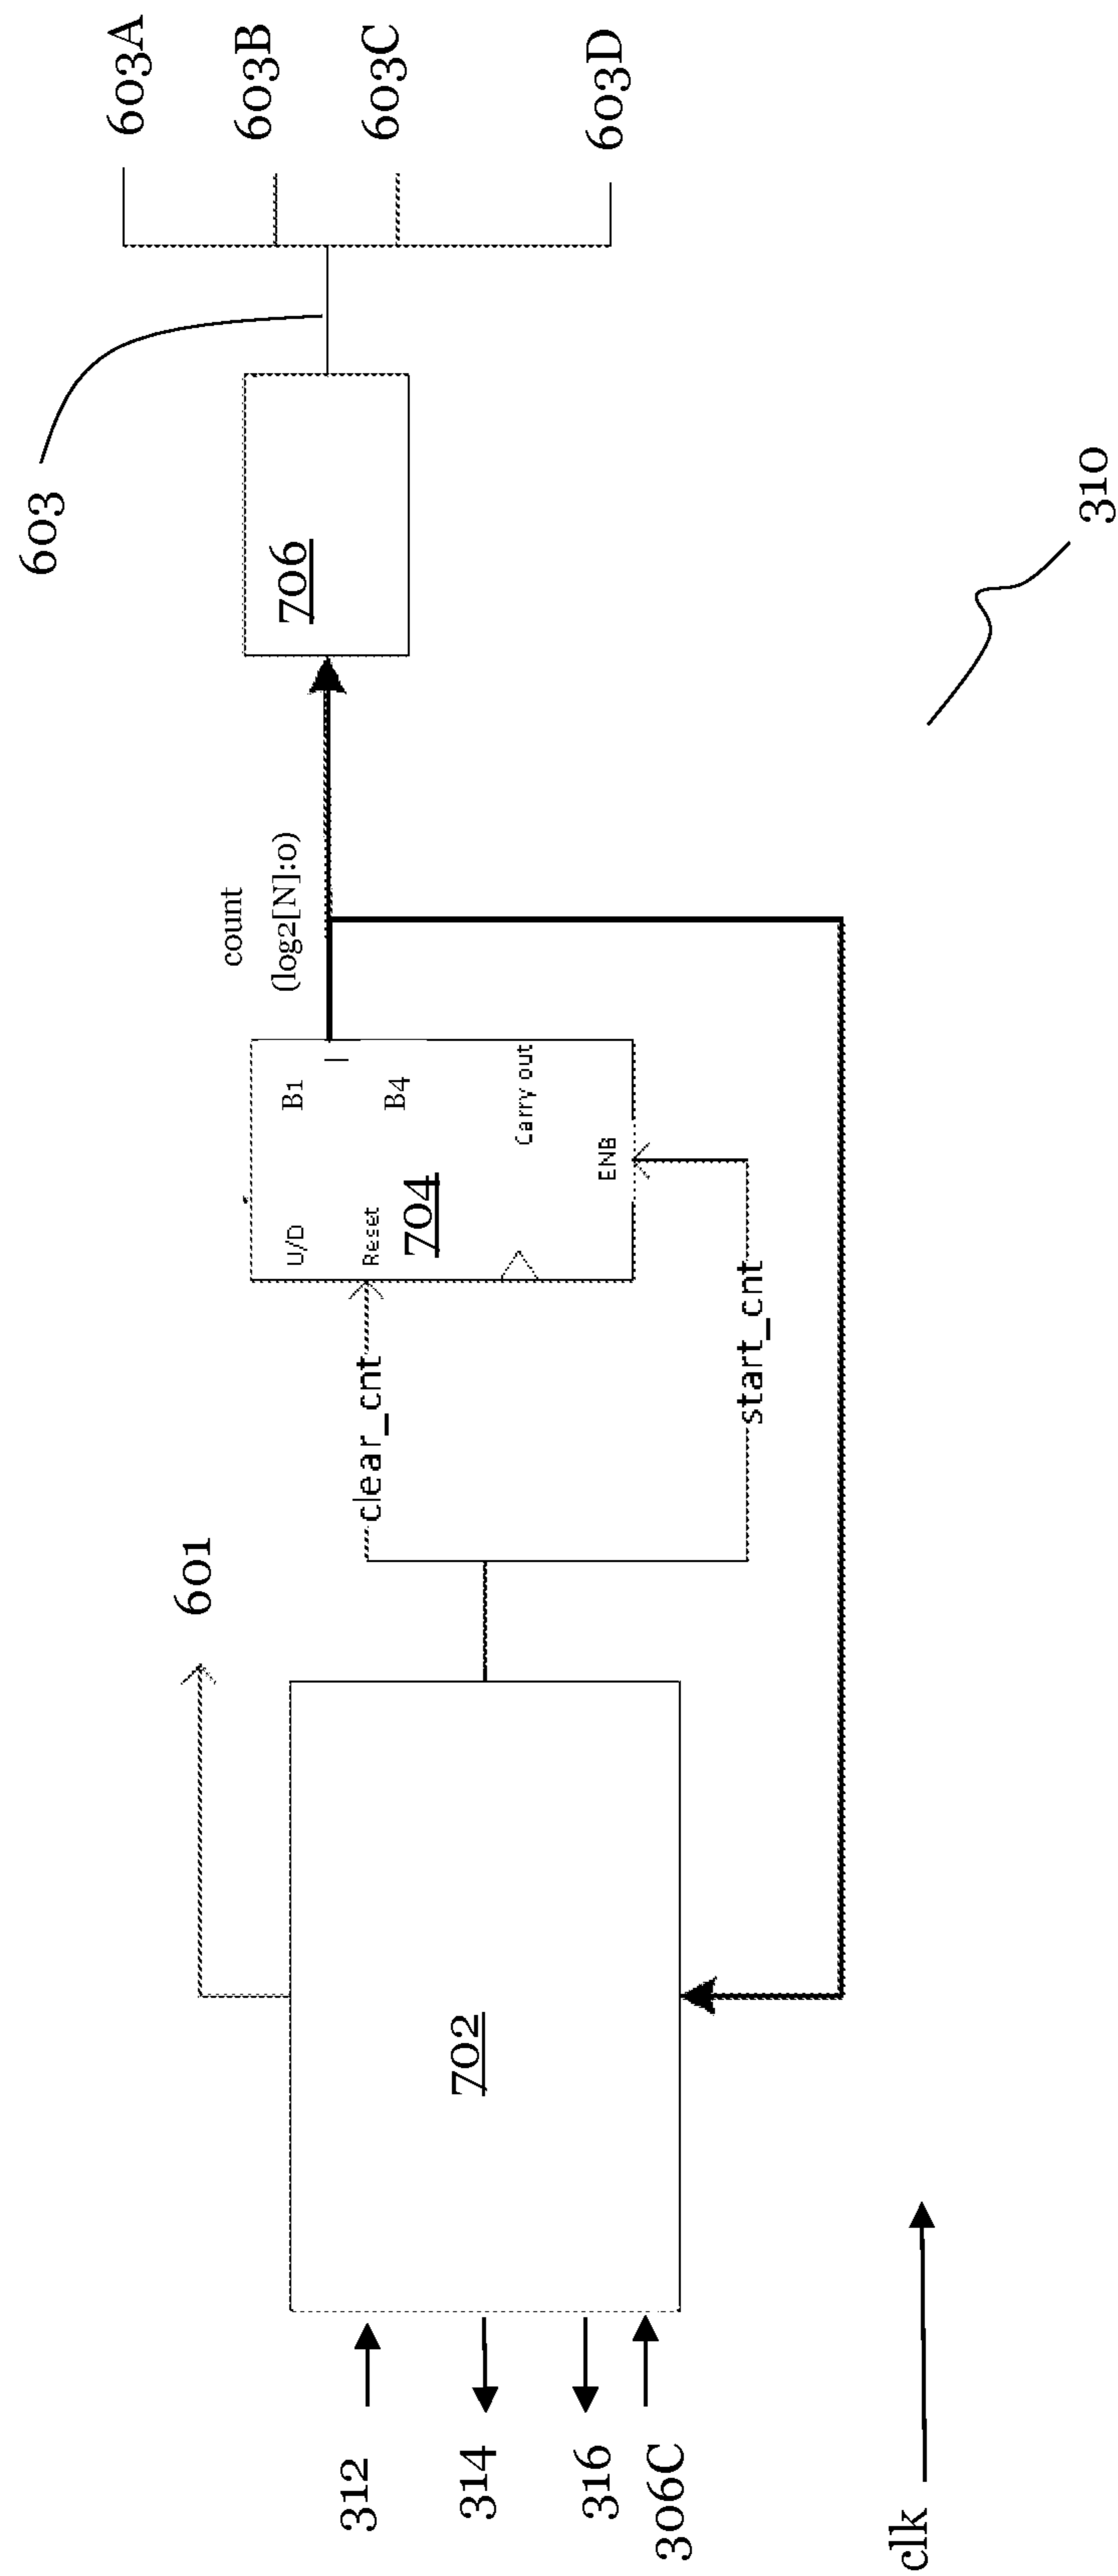 603
603A
603B
603C
603D
706
count
(log2[N]:0)
U/D
B1
Reset
B4
704
Carry out
ENB
clear_cnt
start_cnt
601
702
312
314
316
306C
clk
310